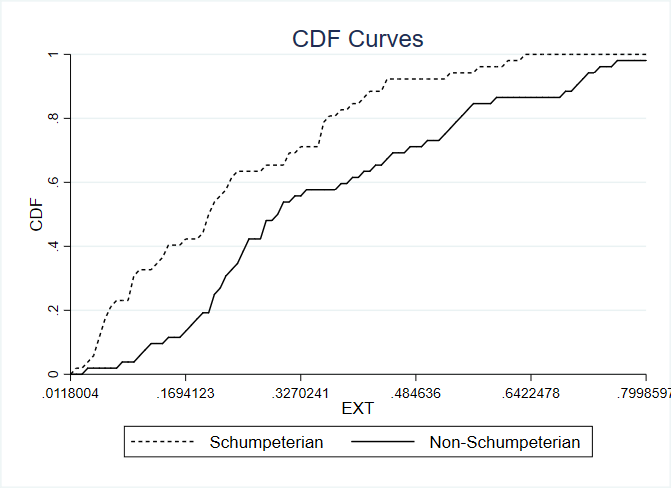 CDF Curves
CDF
1
.8
.6
.4
.2
0
.0118004 .1694123 .3270241 .484636 .6422478 .7998597
EXT
Schumpeterian Non-Schumpeterian